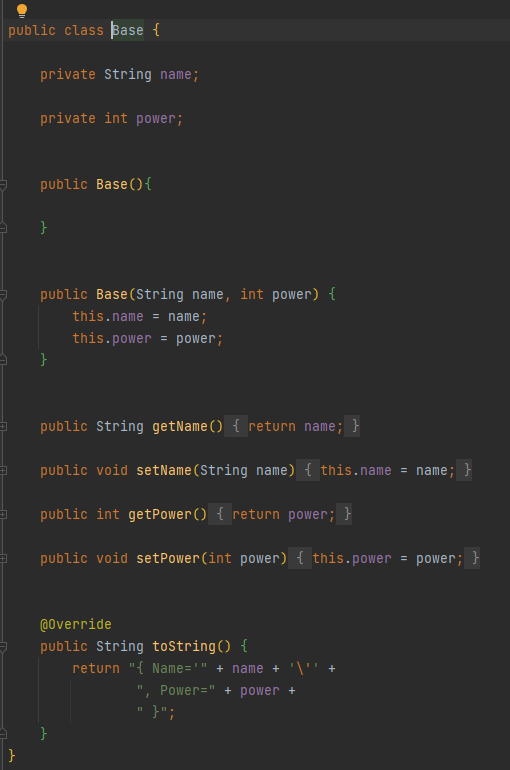 public class Base {
private String name;
private int power;
public Base(){
}
public Base(String name, int power) {
this.name = name;
this.power = power;
}
public String getName() { return name; }
public void setName(String name) { this.name = name; }
public int getPower() { return power; }
public void setPower(int power) { this.power = power; }
@Override
public String toString() {
return "{ Name='" + name + '\'' +
", Power=" + power +
" }";
}
}